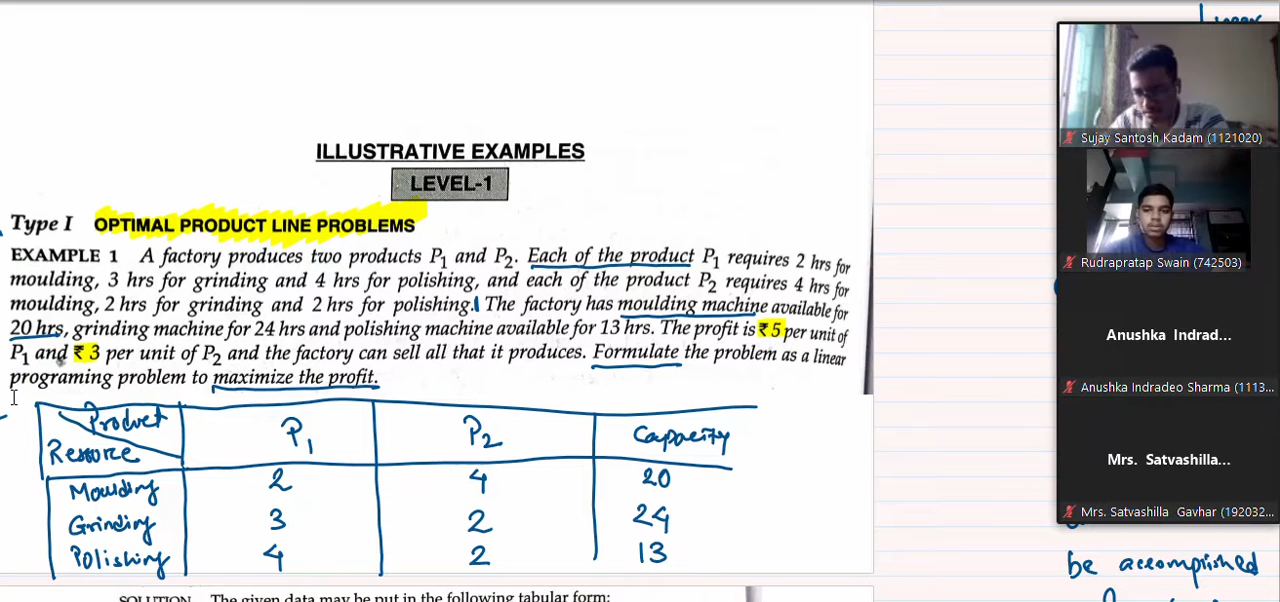 ILLUSTRATIVE EXAMPLES
LEVEL-1
Type I OPTIMAL PRODUCT LINE PROBLEMS
EXAMPLE 1 A factory produces two products P1 and P2. Each of the product P1 requires 2 hrs for
moulding, 3 hrs for grinding and 4 hrs for polishing, and each of the product P2 requires 4 hrs for
moulding, 2 hrs for grinding and 2 hrs for polishing. The factory has moulding machine available for
20 hrs, grinding machine for 24 hrs and polishing machine available for 13 hrs. The profit is ₹ 5 per unit of
P1 and ₹ 3 per unit of P2 and the factory can sell all that it produces. Formulate the problem as a linear
programing problem to maximize the profit.
Product
Resource P1 P2 Capacity
Moulding 2 4 20
Grinding 3 2 24
Polishing 4 2 13
SOLUTION The given data may be put in the following tabular form:
Sujay Santosh Kadam (1121020)
Rudrapratap Swain (742503)
Anushka Indrad...
Anushka Indradeo Sharma (1113...
Mrs. Satvashilla...
Mrs. Satvashilla Gavhar (192032...
be accomplished